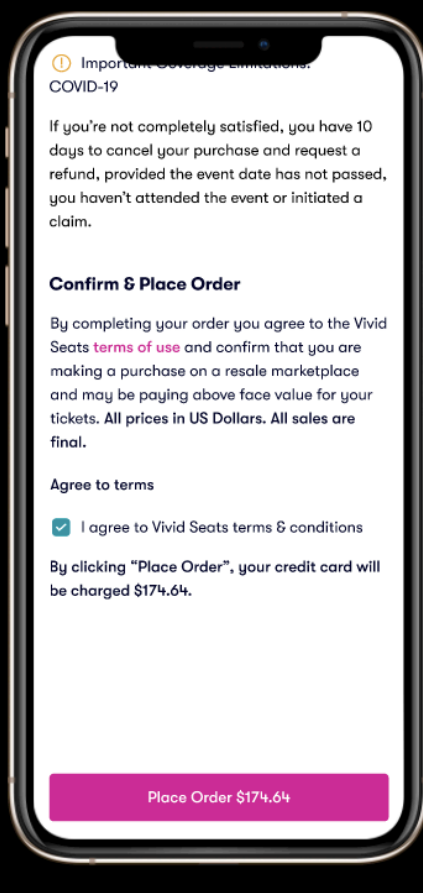 Important Coverage Limitations:
COVID-19
If you're not completely satisfied, you have 10
days to cancel your purchase and request a
refund, provided the event date has not passed,
you haven't attended the event or initiated a
claim.
Confirm & Place Order
By completing your order you agree to the Vivid
Seats terms of use and confirm that you are
making a purchase on a resale marketplace
and may be paying above face value for your
tickets. All prices in US Dollars. All sales are
final.
Agree to terms
I agree to Vivid Seats terms & conditions
By clicking “Place Order”, your credit card will
be charged $174.64.
Place Order $174.64